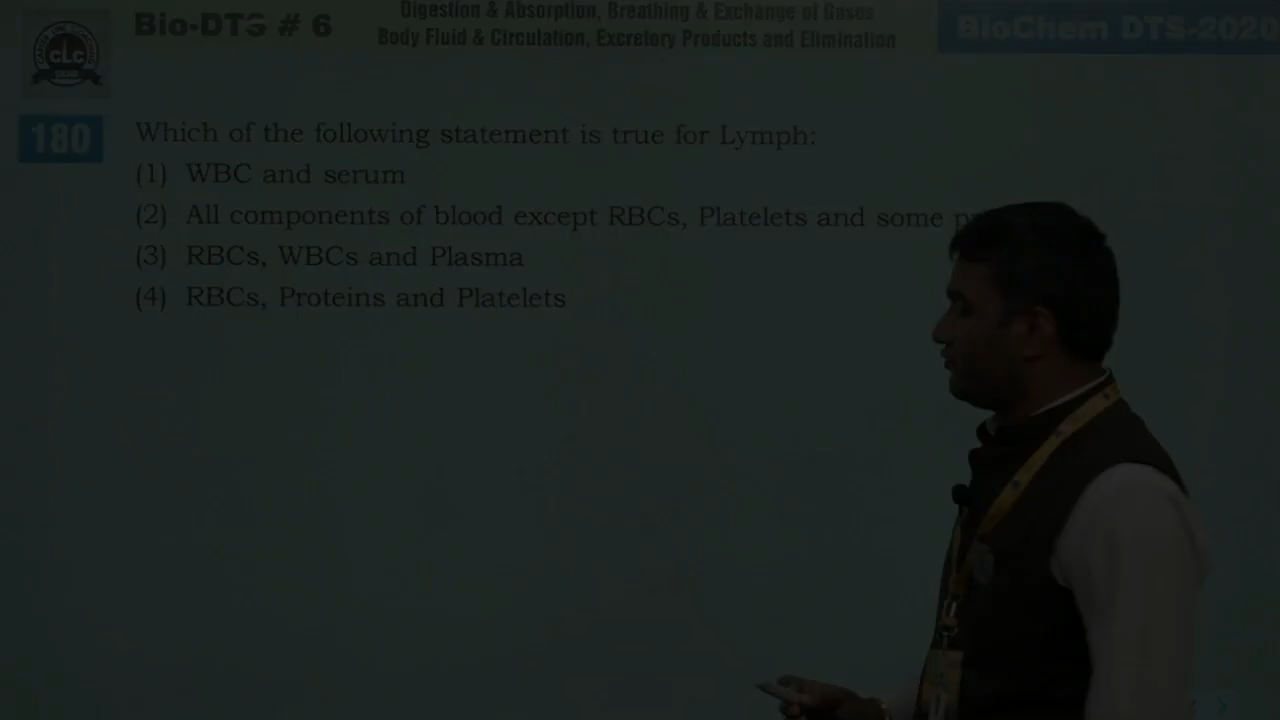 Bio-DTS # 6
Digestion & Absorption, Breathing & Exchange of Gases
Body Fluid & Circulation, Excretory Products and Elimination
BioChem DTS-2020
CLC
180
Which of the following statement is true for Lymph:
(1) WBC and serum
(2) All components of blood except RBCs, Platelets and some
(3) RBCs, WBCs and Plasma
(4) RBCs, Proteins and Platelets